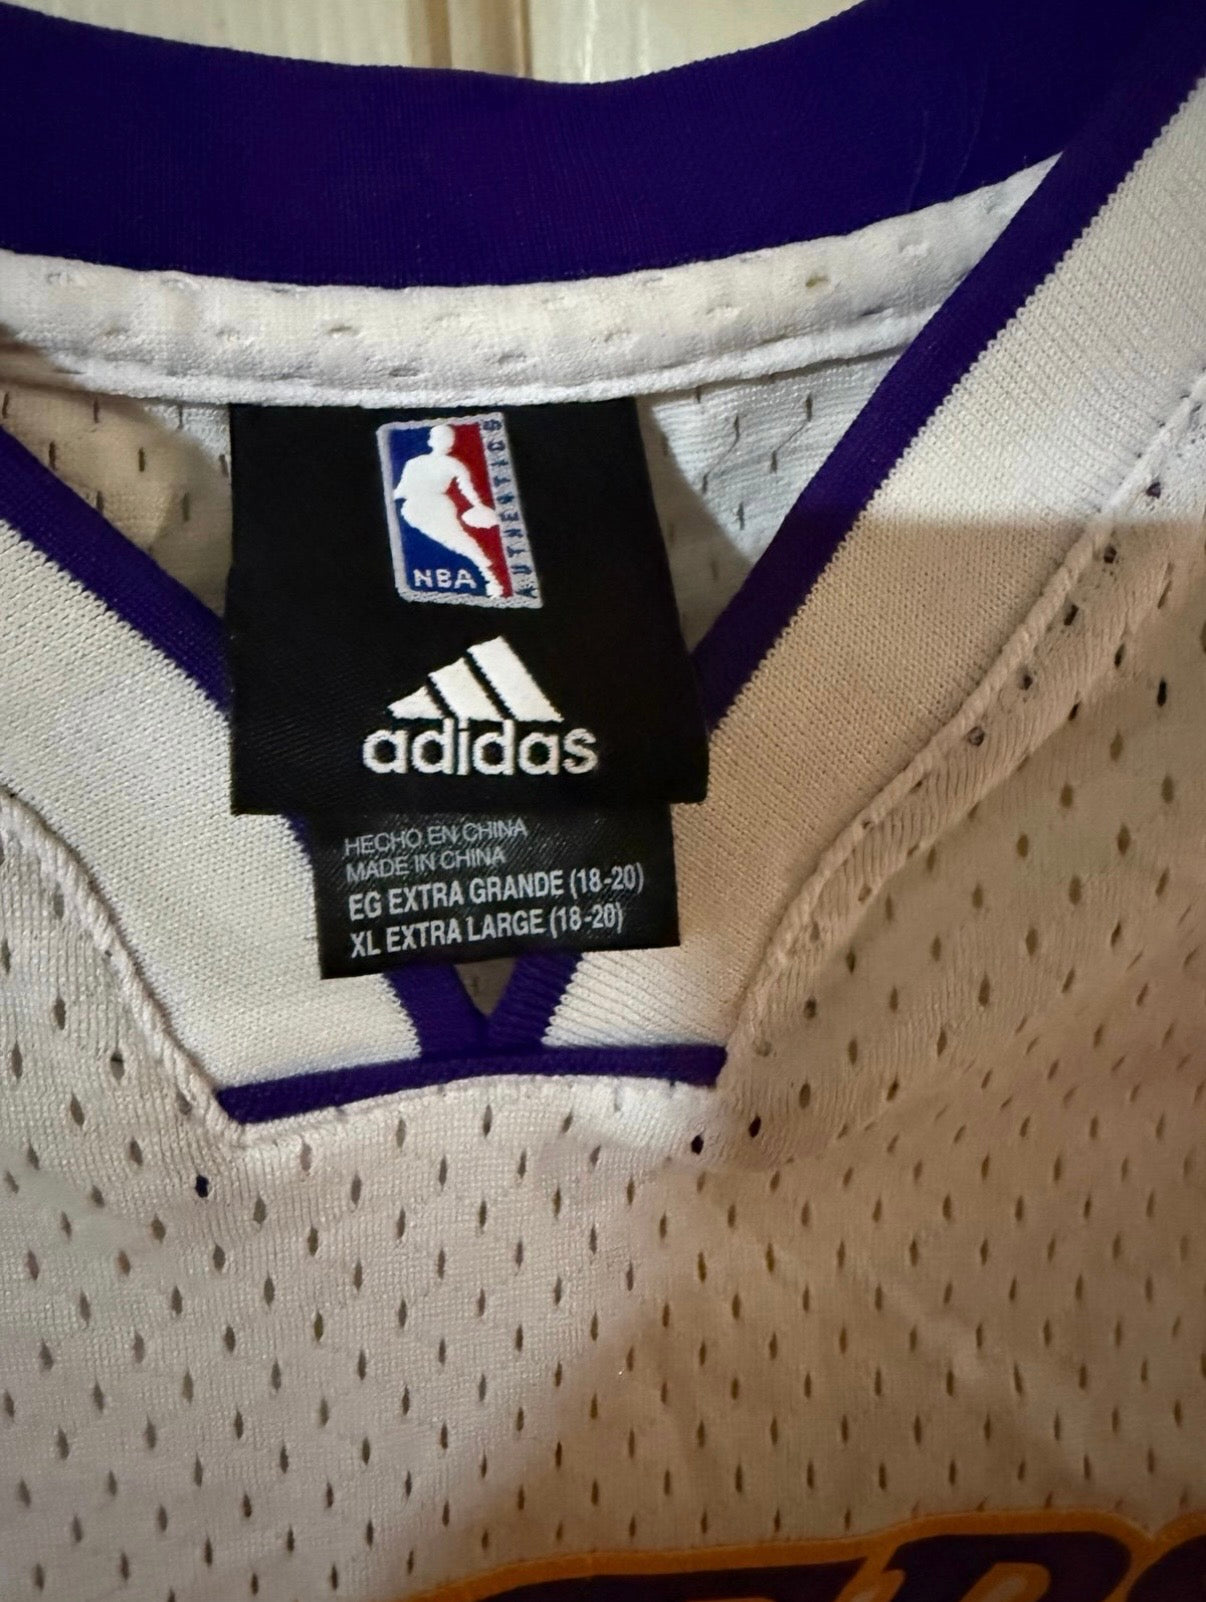 NBA
AUTHENTICS
adidas
HECHO EN CHINA
MADE IN CHINA
EG EXTRA GRANDE (18-20)
XL EXTRA LARGE (18-20)